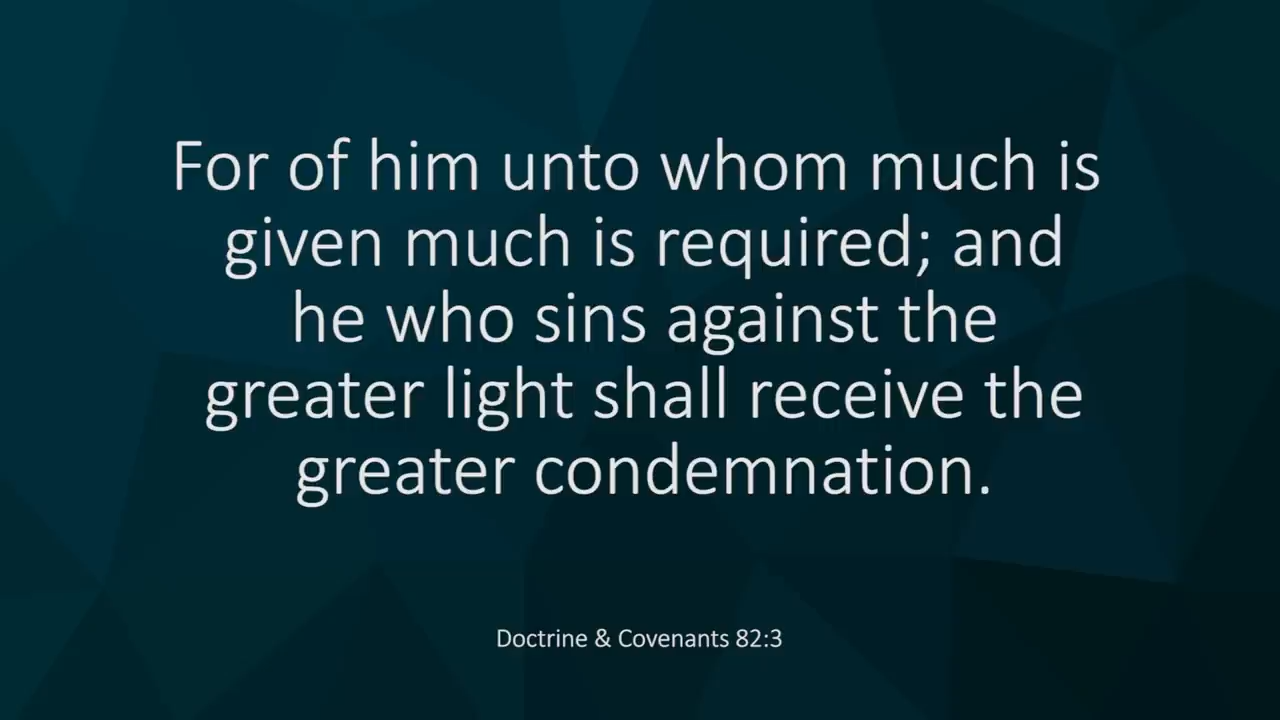 For of him unto whom much is
given much is required; and
he who sins against the
greater light shall receive the
greater condemnation.
Doctrine & Covenants 82:3